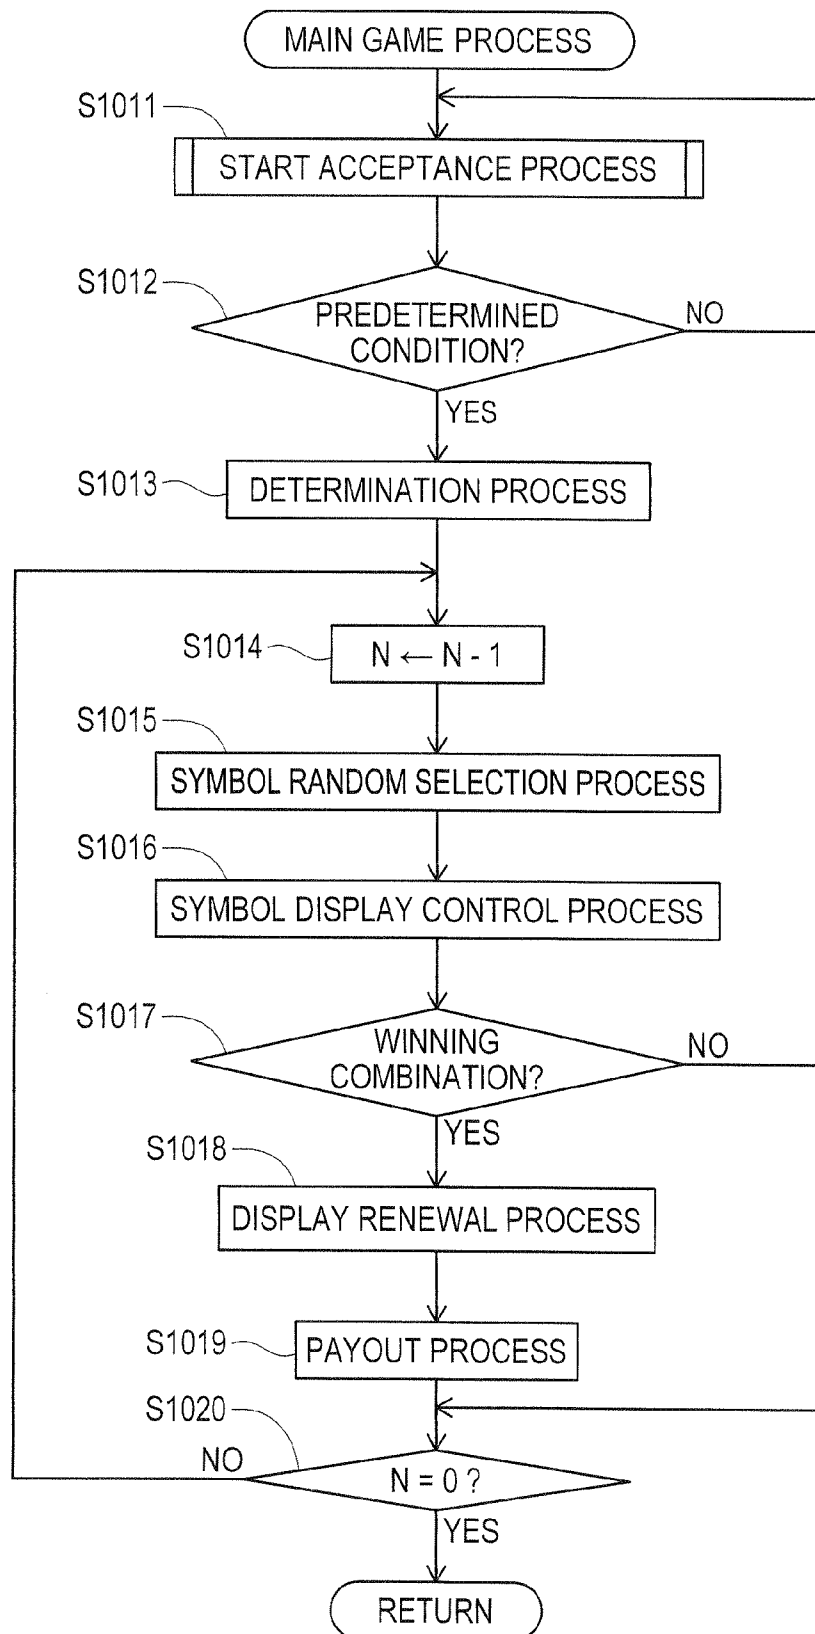 MAIN GAME PROCESS
S1011
START ACCEPTANCE PROCESS
S1012
PREDETERMINED
CONDITION?
NO
YES
S1013
DETERMINATION PROCESS
S1014
N ← N - 1
S1015
SYMBOL RANDOM SELECTION PROCESS
S1016
SYMBOL DISPLAY CONTROL PROCESS
S1017
WINNING
COMBINATION?
NO
YES
S1018
DISPLAY RENEWAL PROCESS
S1019
PAYOUT PROCESS
S1020
NO
N = 0 ?
YES
RETURN